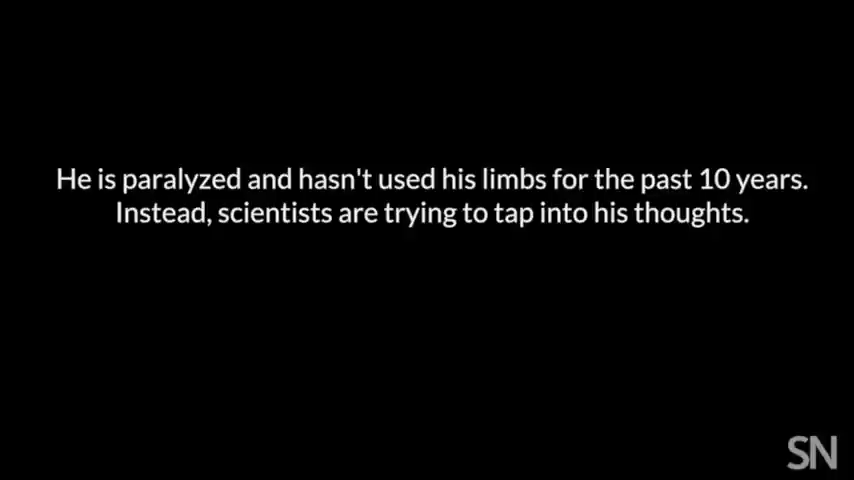 He is paralyzed and hasn't used his limbs for the past 10 years.
Instead, scientists are trying to tap into his thoughts.
SN